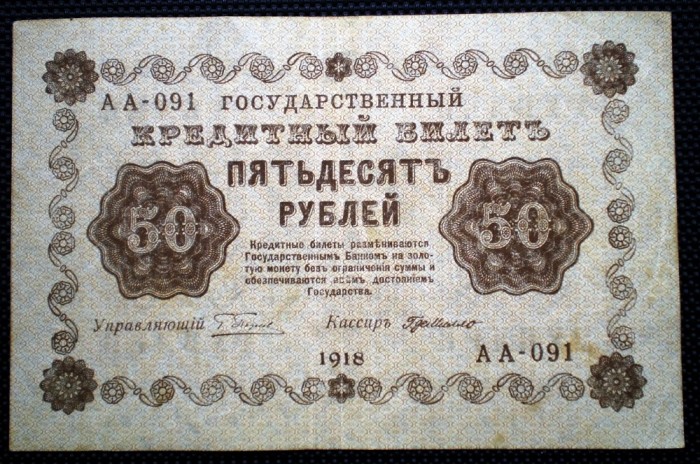 АА-091 ГОСУДАРСТВЕННЫЙ
КРЕДИТНЫЙ БИЛЕТЪ
ПЯТЬДЕСЯТЪ
РУБЛЕЙ
50
50
Кредитные билеты размѣниваются
Государственнымъ Банкомъ на золо-
тую монету безъ ограниченія суммы и
обезпечиваются всѣмъ достояніемъ
Государства.
Управляющій
Кассиръ
1918
АА-091